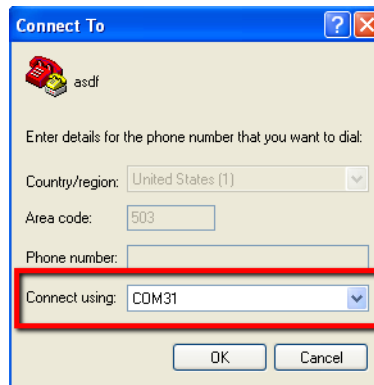 Connect To
asdf
Enter details for the phone number that you want to dial:
Country/region: United States (1)
Area code: 503
Phone number:
Connect using: COM31
OK Cancel